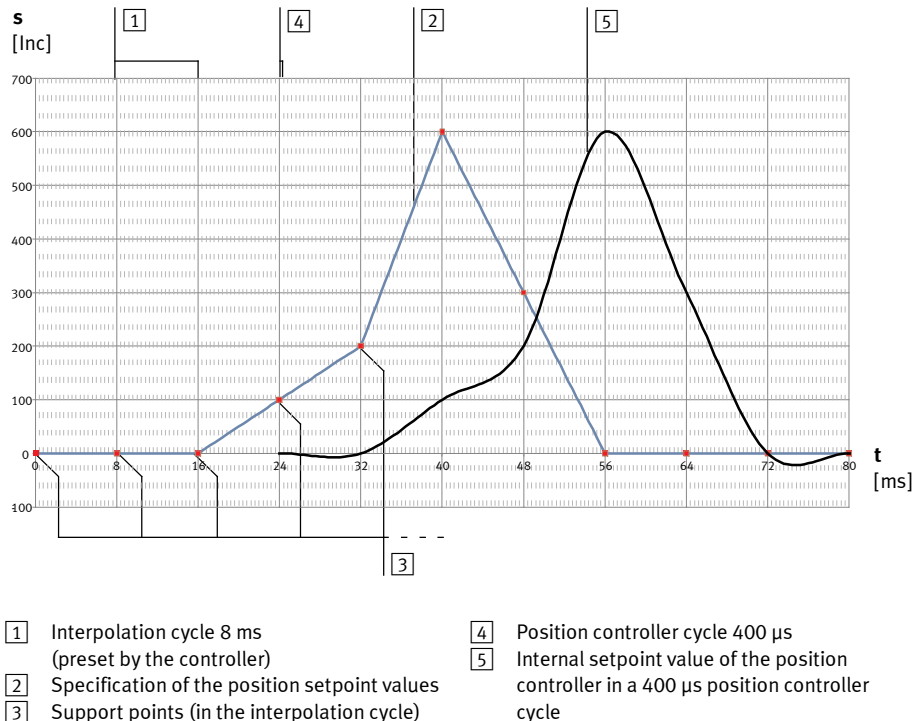 s
[Inc]
1
4
2
5
700
600
500
400
300
200
100
0
100
0 8 16 24 32 40 48 56 64 72 80
t
[ms]
3
1 Interpolation cycle 8 ms
(preset by the controller)
2 Specification of the position setpoint values
3 Support points (in the interpolation cycle)
4 Position controller cycle 400 µs
5 Internal setpoint value of the position
controller in a 400 µs position controller
cycle